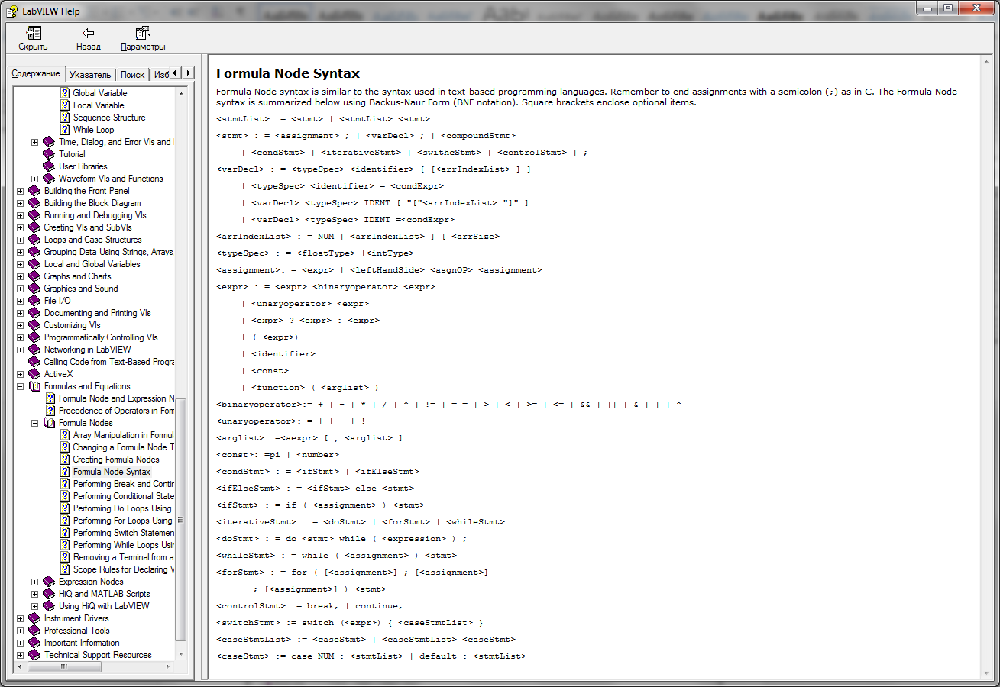 LabVIEW Help
Скрыть Назад Параметры
Содержание Указатель Поиск Изб
Global Variable
Local Variable
Sequence Structure
While Loop
Time, Dialog, and Error VIs and
Tutorial
User Libraries
Waveform VIs and Functions
Building the Front Panel
Building the Block Diagram
Running and Debugging VIs
Creating VIs and SubVIs
Loops and Case Structures
Grouping Data Using Strings, Arrays
Local and Global Variables
Graphs and Charts
Graphics and Sound
File I/O
Documenting and Printing VIs
Customizing VIs
Programmatically Controlling VIs
Networking in LabVIEW
Calling Code from Text-Based Progra
ActiveX
Formulas and Equations
Formula Node and Expression N
Precedence of Operators in Form
Formula Nodes
Array Manipulation in Formul
Changing a Formula Node T
Creating Formula Nodes
Formula Node Syntax
Performing Break and Contin
Performing Conditional State
Performing Do Loops Using
Performing For Loops Using
Performing Switch Statemen
Performing While Loops Usin
Removing a Terminal from a
Scope Rules for Declaring V
Expression Nodes
HiQ and MATLAB Scripts
Using HiQ with LabVIEW
Instrument Drivers
Professional Tools
Important Information
Technical Support Resources
Formula Node Syntax
Formula Node syntax is similar to the syntax used in text-based programming languages. Remember to end assignments with a semicolon (;) as in C. The Formula Node
syntax is summarized below using Backus-Naur Form (BNF notation). Square brackets enclose optional items.
<stmtList> := <stmt> | <stmtList> <stmt>
<stmt> : = <assignment> ; | <varDecl> ; | <compoundStmt>
| <condStmt> | <iterativeStmt> | <swithcStmt> | <controlStmt> | ;
<varDecl> : = <typeSpec> <identifier> [ [<arrIndexList> ] ]
| <typeSpec> <identifier> = <condExpr>
| <varDecl> <typeSpec> IDENT [ "["<arrIndexList> "]" ]
| <varDecl> <typeSpec> IDENT =<condExpr>
<arrIndexList> : = NUM | <arrIndexList> ] [ <arrSize>
<typeSpec> : = <floatType> |<intType>
<assignment>: = <expr> | <leftHandSide> <asgnOP> <assignment>
<expr> : = <expr> <binaryoperator> <expr>
| <unaryoperator> <expr>
| <expr> ? <expr> : <expr>
| ( <expr>)
| <identifier>
| <const>
| <function> ( <arglist> )
<binaryoperator>:= + | - | * | / | ^ | != | = = | > | < | >= | <= | && | || | & | | | ^
<unaryoperator>: = + | - | !
<arglist>: =<aexpr> [ , <arglist> ]
<const>: =pi | <number>
<condStmt> : = <ifStmt> | <ifElseStmt>
<ifElseStmt> : = <ifStmt> else <stmt>
<ifStmt> : = if ( <assignment> ) <stmt>
<iterativeStmt> : = <doStmt> | <forStmt> | <whileStmt>
<doStmt> : = do <stmt> while ( <expression> ) ;
<whileStmt> : = while ( <assignment> ) <stmt>
<forStmt> : = for ( [<assignment>] ; [<assignment>]
; [<assignment>] ) <stmt>
<controlStmt> := break; | continue;
<switchStmt> := switch (<expr>) { <caseStmtList> }
<caseStmtList> := <caseStmt> | <caseStmtList> <caseStmt>
<caseStmt> := case NUM : <stmtList> | default : <stmtList>